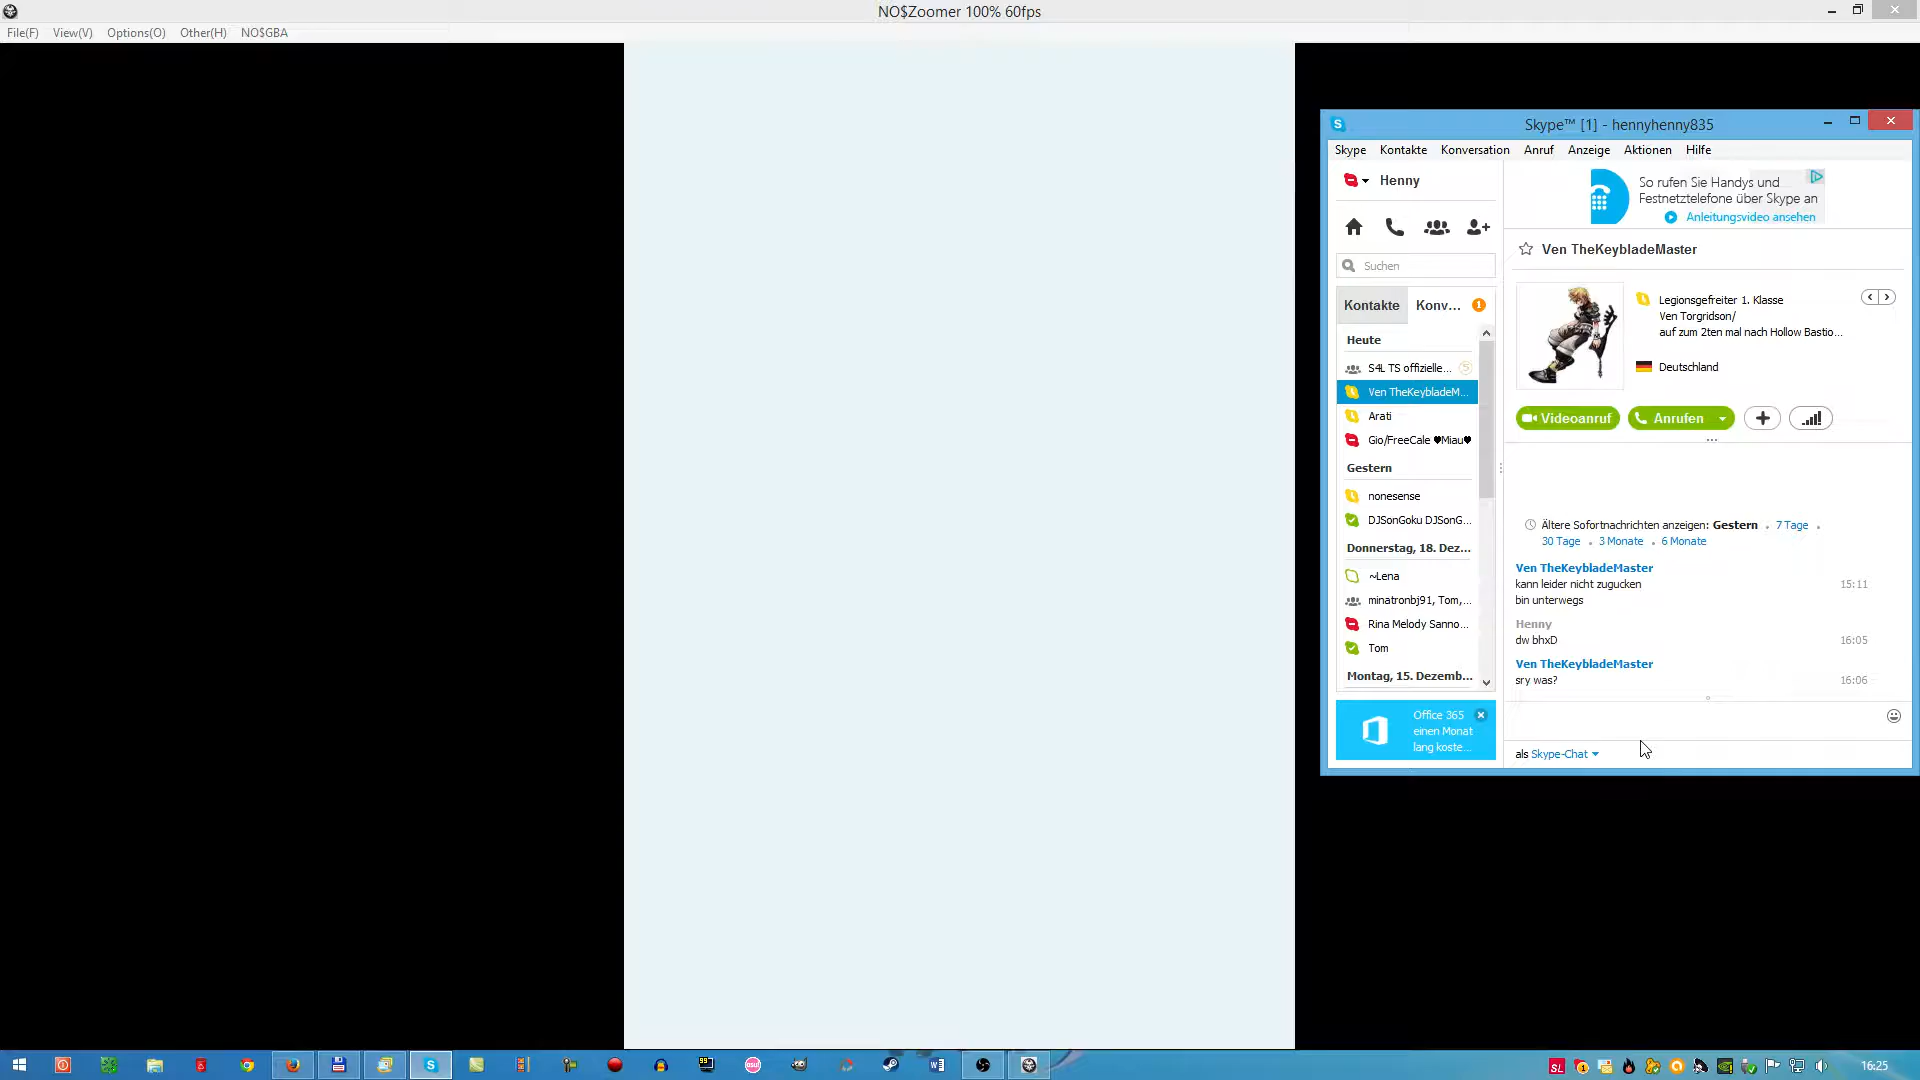 NO$Zoomer 100% 60fps
File(F) View(V) Options(O) Other(H) NO$GBA
Skype™ [1] - hennyhenny835
Skype Kontakte Konversation Anruf Anzeige Aktionen Hilfe
Henny
Suchen
Kontakte Konv... 1
Heute
S4L TS offizielle... 5
Ven TheKeybladeM...
Arati
Gio/FreeCale ♥Miau♥
Gestern
nonesense
DJSonGoku DJSonG...
Donnerstag, 18. Dez...
~Lena
minatronbj91, Tom,...
Rina Melody Sanno...
Tom
Montag, 15. Dezemb...
Office 365
einen Monat
lang koste...
So rufen Sie Handys und
Festnetztelefone über Skype an
Anleitungsvideo ansehen
Ven TheKeybladeMaster
Legionsgefreiter 1. Klasse
Ven Torgridson/
auf zum 2ten mal nach Hollow Bastio...
Deutschland
Videoanruf Anrufen
Ältere Sofortnachrichten anzeigen: Gestern . 7 Tage .
30 Tage . 3 Monate . 6 Monate
Ven TheKeybladeMaster
kann leider nicht zugucken 15:11
bin unterwegs
Henny
dw bhxD 16:05
Ven TheKeybladeMaster
sry was? 16:06
als Skype-Chat
99
osu!
SL
1
16:25